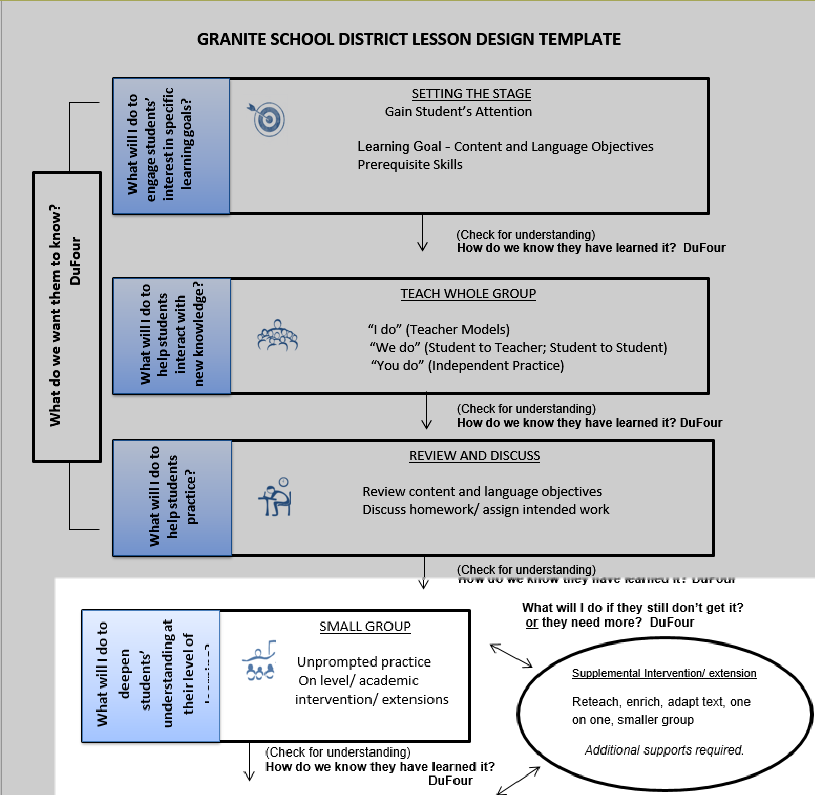 GRANITE SCHOOL DISTRICT LESSON DESIGN TEMPLATE
What do we want them to know?
DuFour
What will I do to
engage students'
interest in specific
learning goals?
SETTING THE STAGE
Gain Student's Attention
Learning Goal - Content and Language Objectives
Prerequisite Skills
(Check for understanding)
How do we know they have learned it? DuFour
What will I do to
help students
interact with
new knowledge?
TEACH WHOLE GROUP
"I do" (Teacher Models)
"We do" (Student to Teacher; Student to Student)
"You do" (Independent Practice)
(Check for understanding)
How do we know they have learned it? DuFour
What will I do to
help students
practice?
REVIEW AND DISCUSS
Review content and language objectives
Discuss homework/ assign intended work
(Check for understanding)
How do we know they have learned it? DuFour
What will I do to
deepen
students'
understanding at
their level of
SMALL GROUP
Unprompted practice
On level/ academic
intervention/ extensions
What will I do if they still don't get it?
or they need more? DuFour
Supplemental Intervention/ extension
Reteach, enrich, adapt text, one
on one, smaller group
Additional supports required.
(Check for understanding)
How do we know they have learned it?
DuFour